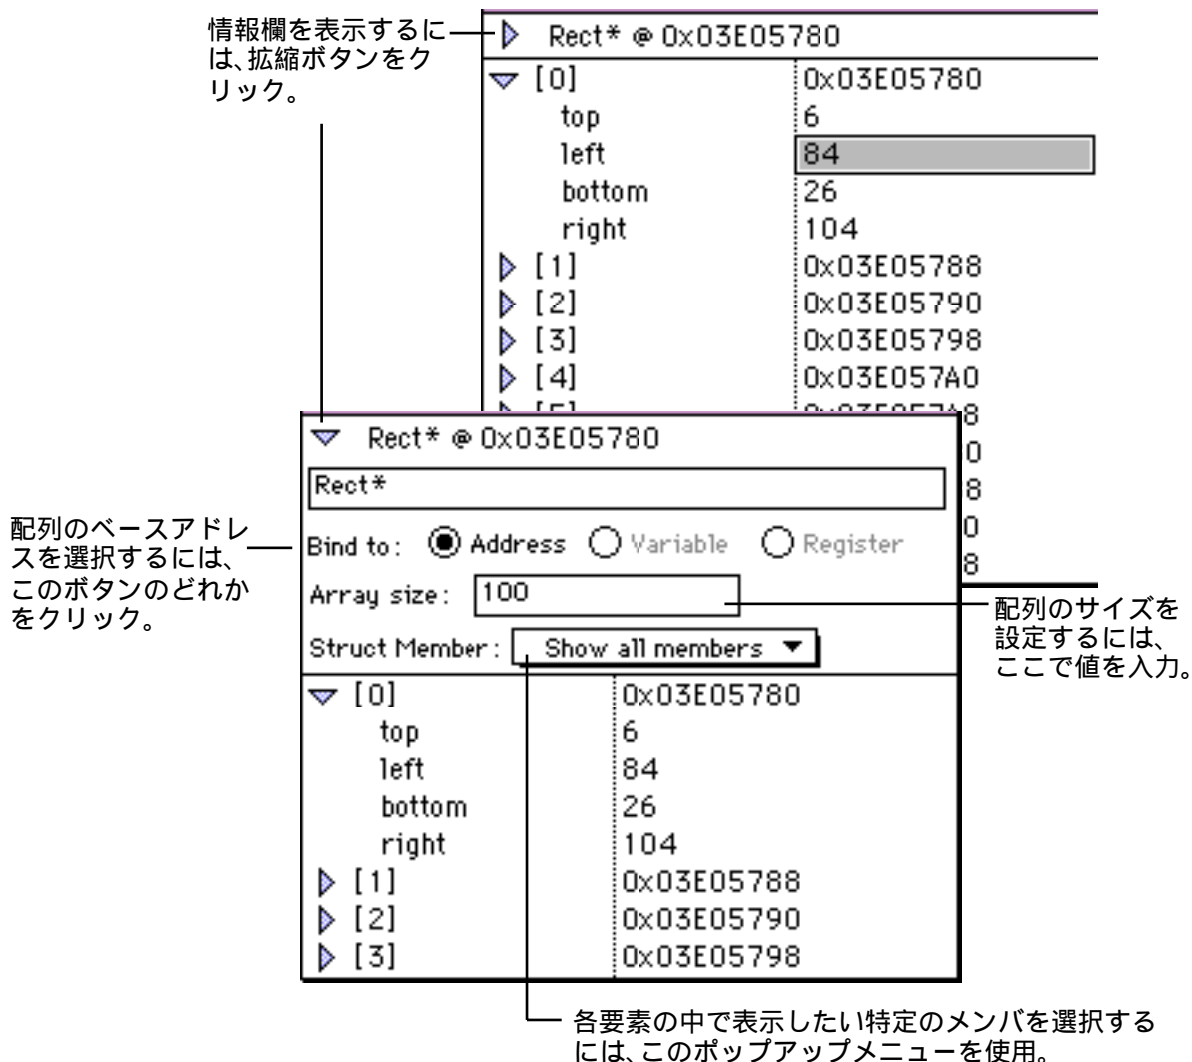 情報欄を表示するに
は､拡縮ボタンをク
リック。
Rect* @ 0x03E05780
[0] 0x03E05780
top 6
left 84
bottom 26
right 104
[1] 0x03E05788
[2] 0x03E05790
[3] 0x03E05798
[4] 0x03E057A0
8
0
8
0
8
Rect* @ 0x03E05780
Rect*
配列のベースアドレ
スを選択するには、
このボタンのどれか
をクリック。
Bind to: Address Variable Register
Array size: 100
Struct Member: Show all members
配列のサイズを
設定するには、
ここで値を入力。
[0] 0x03E05780
top 6
left 84
bottom 26
right 104
[1] 0x03E05788
[2] 0x03E05790
[3] 0x03E05798
各要素の中で表示したい特定のメンバを選択する
には､このポップアップメニューを使用。